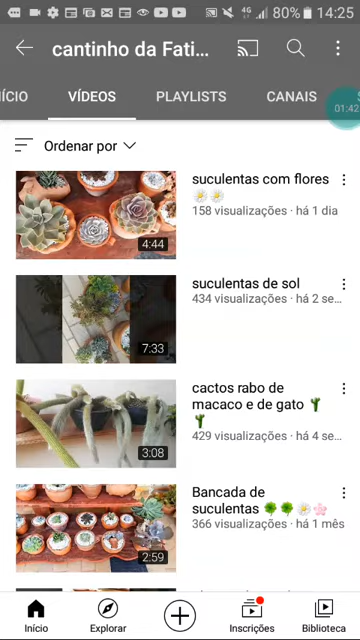 4G 80% 14:25
cantinho da Fati...
ÍCIO VÍDEOS PLAYLISTS CANAIS
01:42
Ordenar por
suculentas com flores
🌼🌼
158 visualizações · há 1 dia
4:44
suculentas de sol
434 visualizações · há 2 se...
7:33
cactos rabo de
macaco e de gato 🌵
🌵
429 visualizações · há 4 se...
3:08
Bancada de
suculentas 🍀🍀🌼🌸
366 visualizações · há 1 mês
2:59
Início Explorar Inscrições Biblioteca